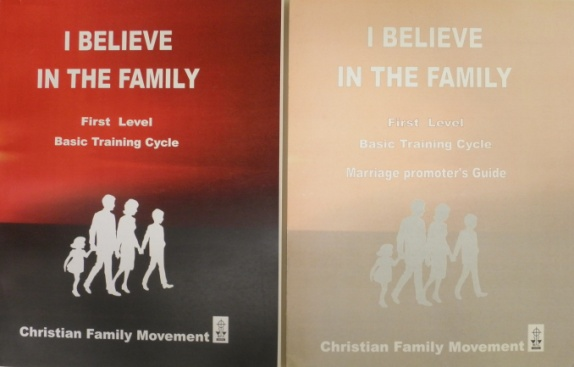 I BELIEVE
IN THE FAMILY
First Level
Basic Training Cycle
Christian Family Movement
I BELIEVE
IN THE FAMILY
First Level
Basic Training Cycle
Marriage promoter's Guide
Christian Family Movement